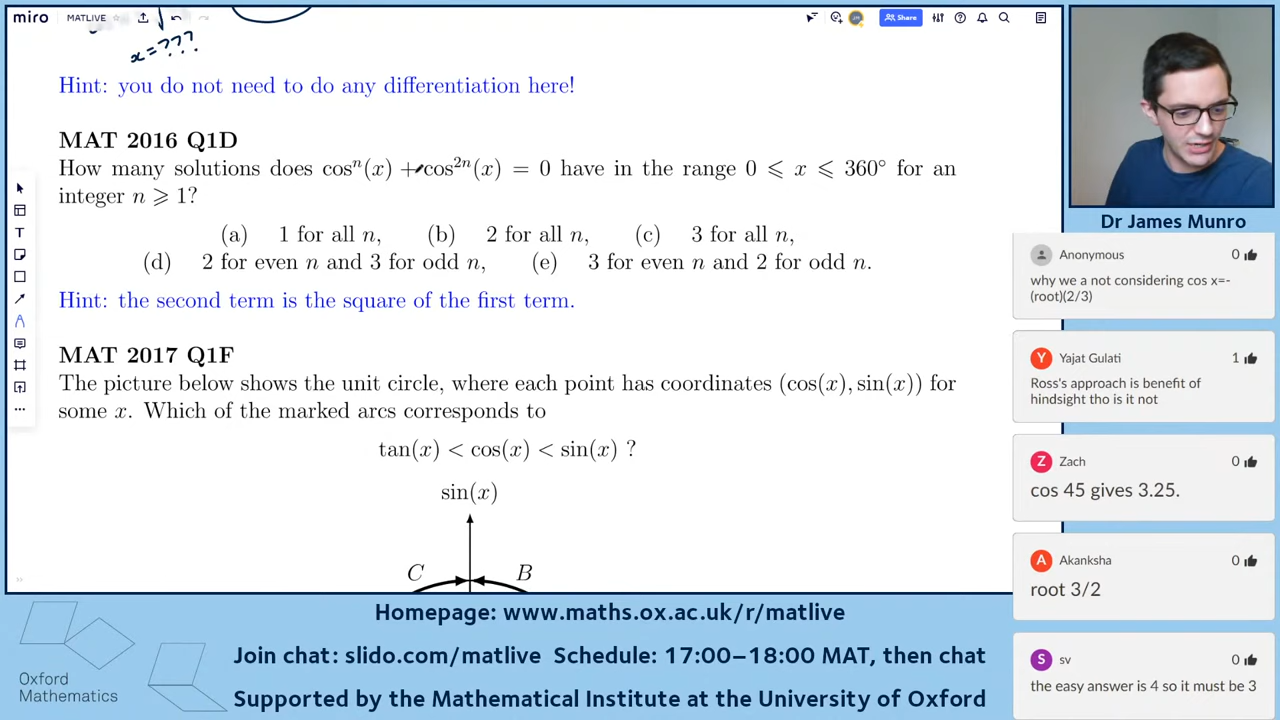 miro MATLIVE Share
x = ???
Hint: you do not need to do any differentiation here!
MAT 2016 Q1D
How many solutions does cosⁿ(x) + cos²ⁿ(x) = 0 have in the range 0 ⩽ x ⩽ 360° for an
integer n ⩾ 1?
(a) 1 for all n, (b) 2 for all n, (c) 3 for all n,
(d) 2 for even n and 3 for odd n, (e) 3 for even n and 2 for odd n.
Hint: the second term is the square of the first term.
MAT 2017 Q1F
The picture below shows the unit circle, where each point has coordinates (cos(x), sin(x)) for
some x. Which of the marked arcs corresponds to
tan(x) < cos(x) < sin(x) ?
sin(x)
C B
Dr James Munro
Anonymous 0
why we a not considering cos x=-
(root)(2/3)
Y Yajat Gulati 1
Ross's approach is benefit of
hindsight tho is it not
Z Zach 0
cos 45 gives 3.25.
A Akanksha 0
root 3/2
S sv 0
the easy answer is 4 so it must be 3
Oxford
Mathematics
Homepage: www.maths.ox.ac.uk/r/matlive
Join chat: slido.com/matlive Schedule: 17:00–18:00 MAT, then chat
Supported by the Mathematical Institute at the University of Oxford